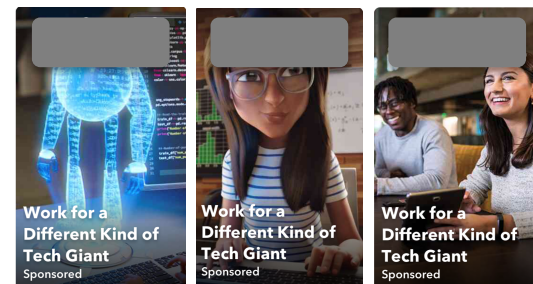 Work for a
Different Kind of
Tech Giant
Sponsored
Work for a
Different Kind of
Tech Giant
Sponsored
Work for a
Different Kind of
Tech Giant
Sponsored